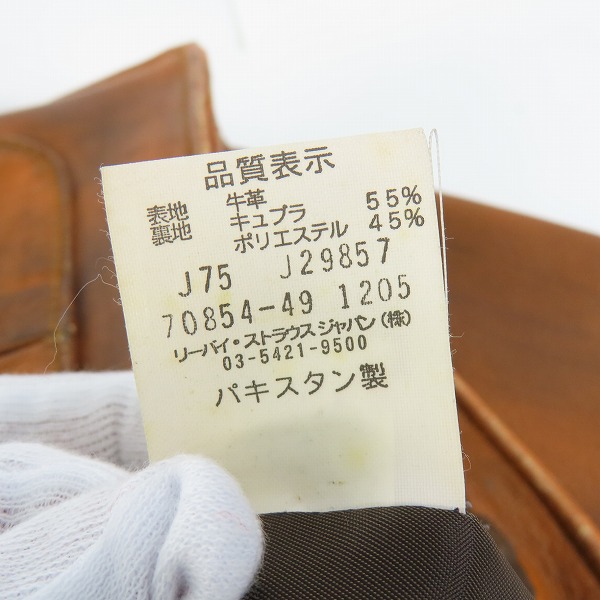 品質表示
表地 牛革
裏地 キュプラ 55%
ポリエステル 45%
J75 J29857
70854-49 1205
リーバイ・ストラウスジャパン(株)
03-5421-9500
パキスタン製